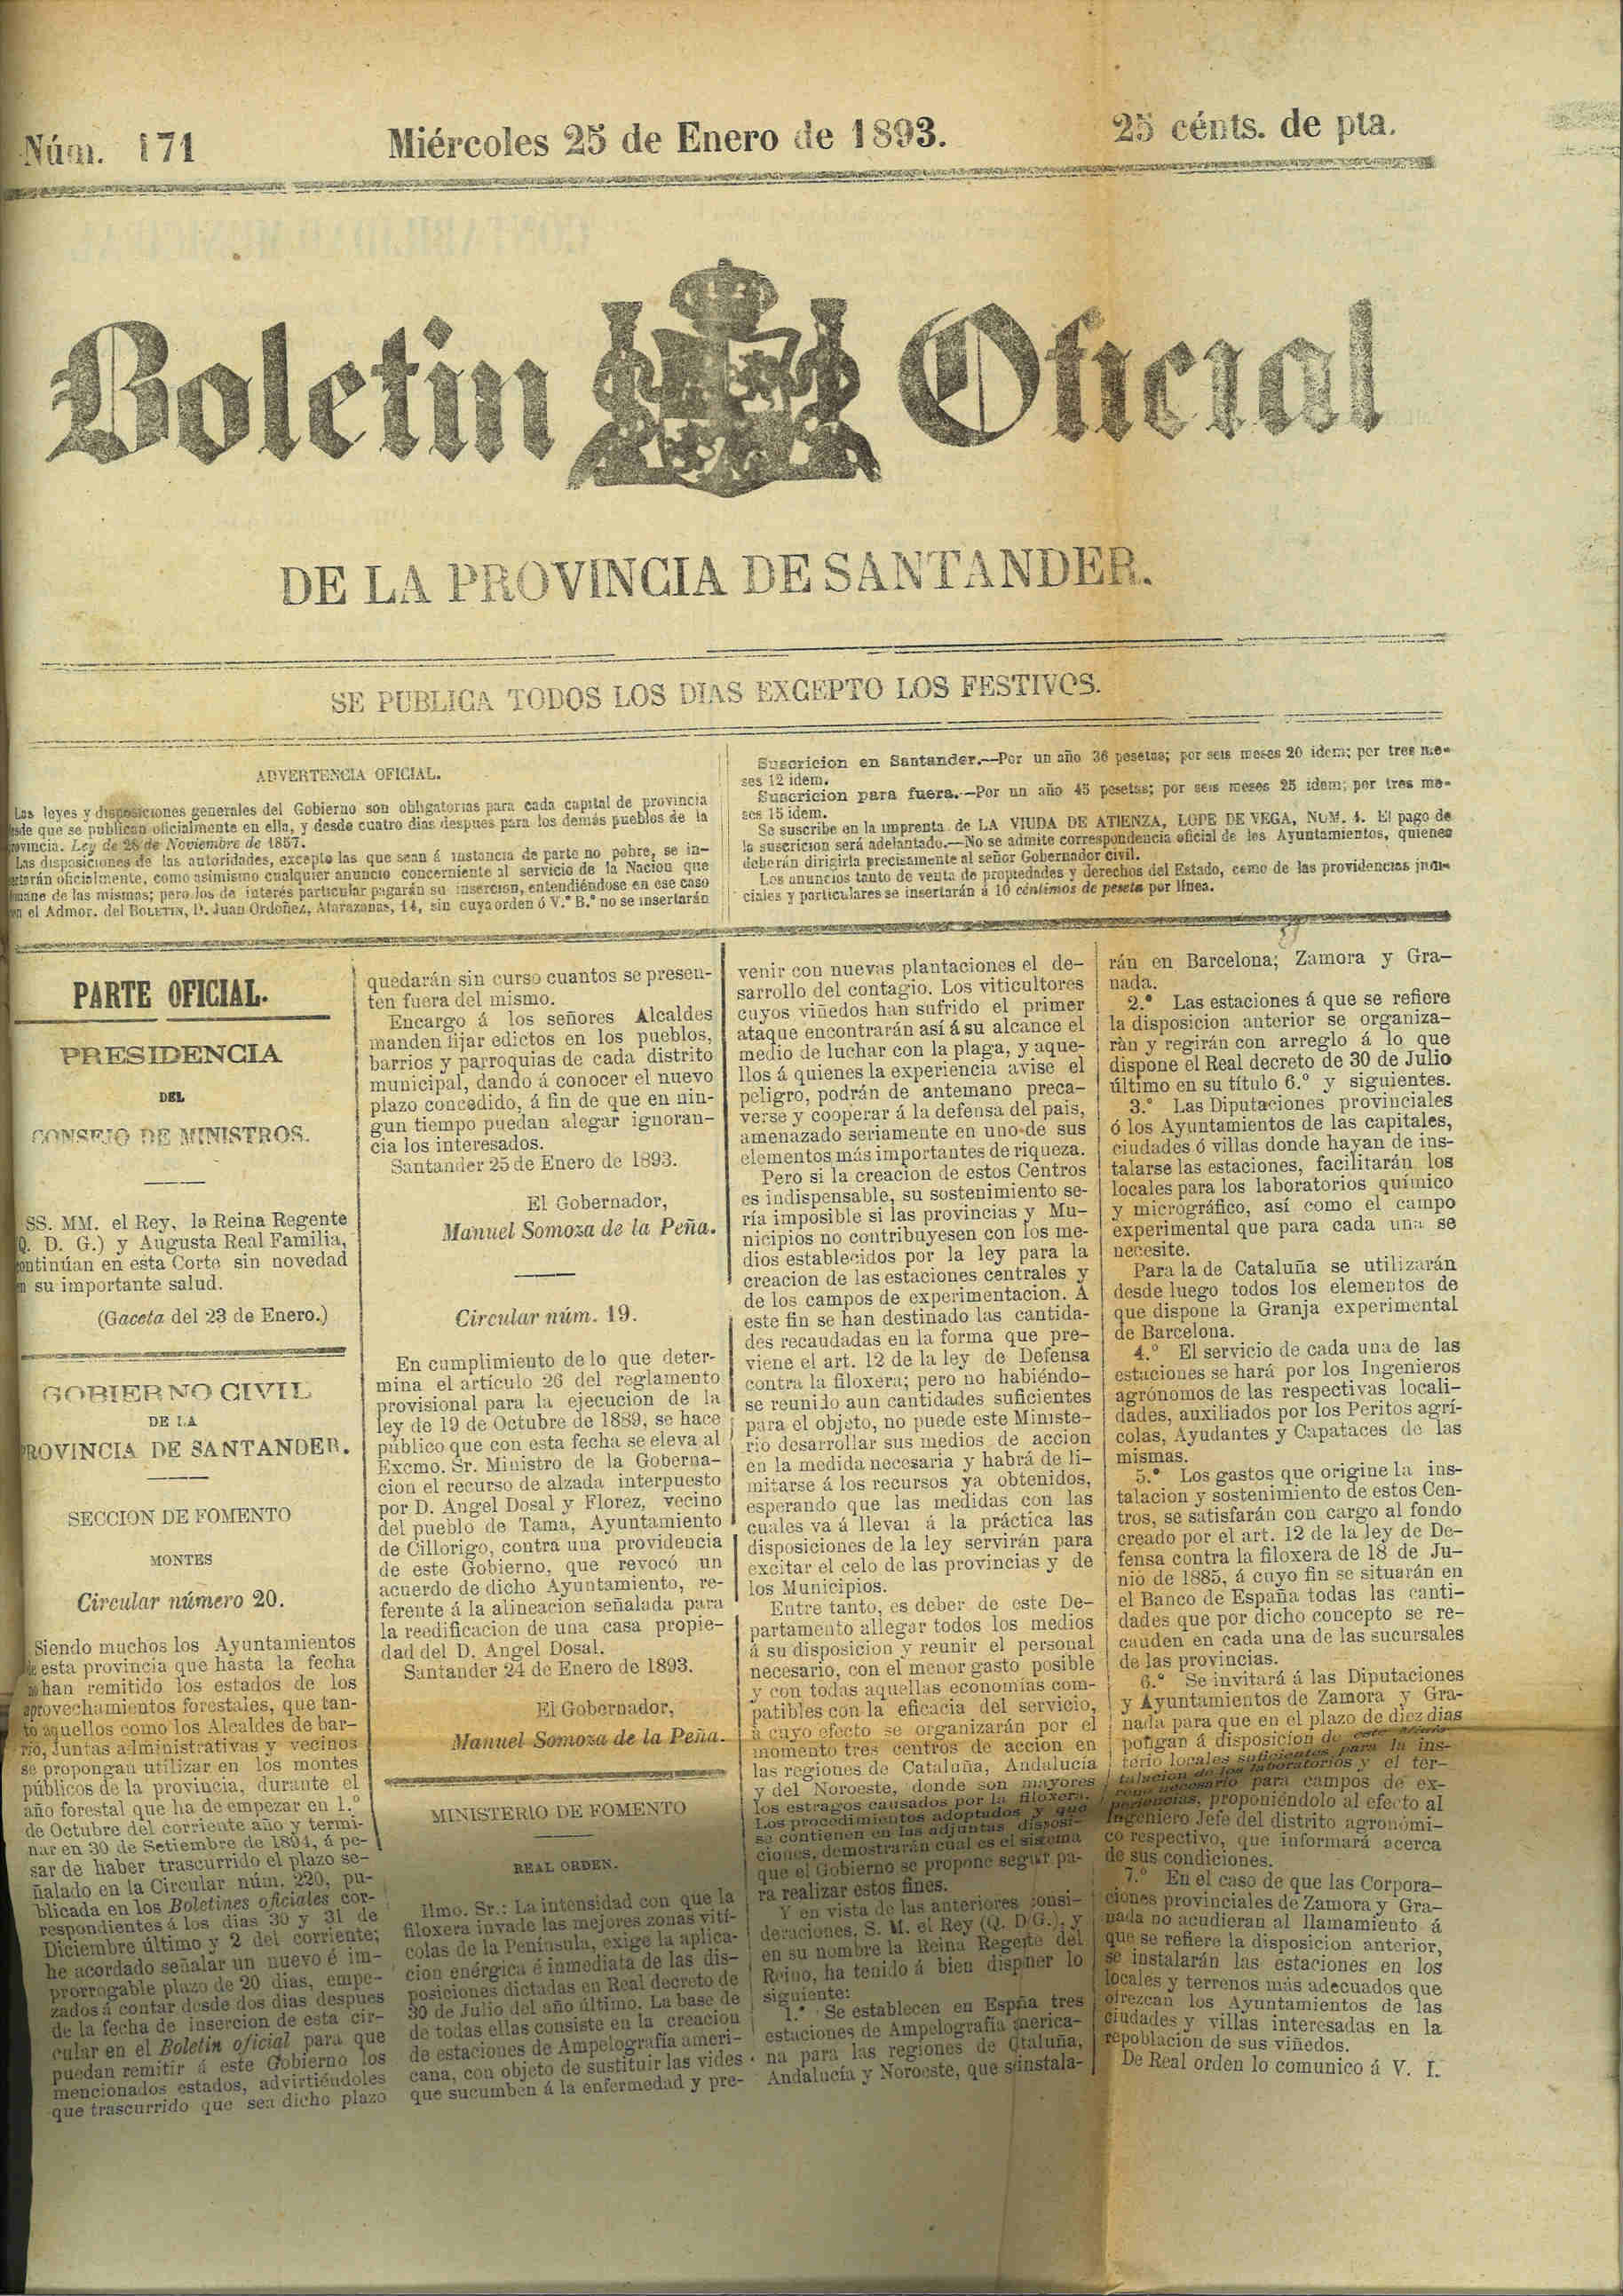 Núm. 171
Miércoles 25 de Enero de 1893.
25 cénts. de pta.
Boletin Oficial
DE LA PROVINCIA DE SANTANDER.
SE PUBLICA TODOS LOS DIAS EXCEPTO LOS FESTIVOS.
ADVERTENCIA OFICIAL.
Las leyes y disposiciones generales del Gobierno son obligatorias para cada capital de provincia
desde que se publican oficialmente en ella, y desde cuatro dias despues para los demás pueblos de la
provincia. Ley de 28 de Noviembre de 1857.
Las disposiciones de las autoridades, excepto las que sean á instancia de parte no pobre, se in-
sertarán oficialmente, como asimismo cualquier anuncio concerniente al servicio de la Nacion que
dimane de las mismas; pero los de interés particular pagarán su insercion, entendiéndose en ese caso
con el Admor. del BOLETIN, D. Juan Ordoñez, Atarazanas, 14, sin cuya orden ó V.º B.º no se insertarán
Suscricion en Santander.—Por un año 36 pesetas; por seis meses 20 idem; por tres me-
ses 12 idem.
Suscricion para fuera.—Por un año 45 pesetas; por seis meses 25 idem; por tres me-
ses 15 idem.
Se suscribe en la imprenta de LA VIUDA DE ATIENZA, LOPE DE VEGA, NUM. 4. El pago de
la suscricion será adelantado.—No se admite correspondencia oficial de los Ayuntamientos, quienes
deberán dirigirla precisamente al señor Gobernador civil.
Los anuncios tanto de venta de propiedades y derechos del Estado, como de las providencias judi-
ciales y particulares se insertarán á 10 céntimos de peseta por línea.
PARTE OFICIAL.
PRESIDENCIA
DEL
CONSEJO DE MINISTROS.
SS. MM. el Rey, la Reina Regente
(Q. D. G.) y Augusta Real Familia,
continúan en esta Corte sin novedad
en su importante salud.
(Gaceta del 23 de Enero.)
GOBIERNO CIVIL
DE LA
PROVINCIA DE SANTANDER.
SECCION DE FOMENTO
MONTES
Circular número 20.
Siendo muchos los Ayuntamientos
de esta provincia que hasta la fecha
no han remitido los estados de los
aprovechamientos forestales, que tan-
to aquellos como los Alcaldes de bar-
rio, Juntas administrativas y vecinos
se propongan utilizar en los montes
públicos de la provincia, durante el
año forestal que ha de empezar en 1.º
de Octubre del corriente año y termi-
nar en 30 de Setiembre de 1894, á pe-
sar de haber trascurrido el plazo se-
ñalado en la Circular núm. 220, pu-
blicada en los Boletines oficiales cor-
respondientes á los dias 30 y 31 de
Diciembre último y 2 del corriente;
he acordado señalar un nuevo é im-
prorrogable plazo de 20 dias, empe-
zados á contar desde dos dias despues
de la fecha de insercion de esta cir-
cular en el Boletin oficial para que
puedan remitir á este Gobierno los
mencionados estados, advirtiéndoles
que trascurrido que sea dicho plazo
quedarán sin curso cuantos se presen-
ten fuera del mismo.
Encargo á los señores Alcaldes
manden fijar edictos en los pueblos,
barrios y parroquias de cada distrito
municipal, dando á conocer el nuevo
plazo concedido, á fin de que en nin-
gun tiempo puedan alegar ignoran-
cia los interesados.
Santander 25 de Enero de 1893.
El Gobernador,
Manuel Somoza de la Peña.
Circular núm. 19.
En cumplimiento de lo que deter-
mina el artículo 26 del reglamento
provisional para la ejecucion de la
ley de 19 de Octubre de 1889, se hace
público que con esta fecha se eleva al
Excmo. Sr. Ministro de la Goberna-
cion el recurso de alzada interpuesto
por D. Angel Dosal y Florez, vecino
del pueblo de Tama, Ayuntamiento
de Cillorigo, contra una providencia
de este Gobierno, que revocó un
acuerdo de dicho Ayuntamiento, re-
ferente á la alineacion señalada para
la reedificacion de una casa propie-
dad del D. Angel Dosal.
Santander 24 de Enero de 1893.
El Gobernador,
Manuel Somoza de la Peña.
MINISTERIO DE FOMENTO
REAL ORDEN.
Ilmo. Sr.: La intensidad con que la
filoxera invade las mejores zonas vití-
colas de la Península, exige la aplica-
cion enérgica é inmediata de las dis-
posiciones dictadas en Real decreto de
30 de Julio del año último. La base de
de todas ellas consiste en la creacion
de estaciones de Ampelografía ameri-
cana, con objeto de sustituir las vides
que sucumben á la enfermedad y pre-
venir con nuevas plantaciones el de-
sarrollo del contagio. Los viticultores
cuyos viñedos han sufrido el primer
ataque encontrarán así á su alcance el
medio de luchar con la plaga, y aque-
llos á quienes la experiencia avise el
peligro, podrán de antemano preca-
verse y cooperar á la defensa del pais,
amenazado seriamente en uno de sus
elementos más importantes de riqueza.
Pero si la creacion de estos Centros
es indispensable, su sostenimiento se-
ría imposible si las provincias y Mu-
nicipios no contribuyesen con los me-
dios establecidos por la ley para la
creacion de las estaciones centrales y
de los campos de experimentacion. A
este fin se han destinado las cantida-
des recaudadas en la forma que pre-
viene el art. 12 de la ley de Defensa
contra la filoxera; pero no habiéndo-
se reunido aun cantidades suficientes
para el objeto, no puede este Ministe-
rio desarrollar sus medios de accion
en la medida necesaria y habrá de li-
mitarse á los recursos ya obtenidos,
esperando que las medidas con las
cuales va á llevar á la práctica las
disposiciones de la ley servirán para
excitar el celo de las provincias y de
los Municipios.
Entre tanto, es deber de este De-
partamento allegar todos los medios
á su disposicion y reunir el personal
necesario, con el menor gasto posible
y con todas aquellas economías com-
patibles con la eficacia del servicio,
á cuyo efecto se organizarán por el
momento tres centros de accion en
las regiones de Cataluña, Andalucía
y del Noroeste, donde son mayores
los estragos causados por la filoxera.
Los procedimientos adoptados y que
se contienen en las adjuntas disposi-
ciones, demostrarán cuál es el sistema
que el Gobierno se propone seguir pa-
ra realizar estos fines.
Y en vista de las anteriores consi-
deraciones, S. M. el Rey (Q. D G.), y
en su nombre la Reina Regente del
Reino, ha tenido á bien disponer lo
siguiente:
1.ª Se establecen en España tres
estaciones de Ampelografía america-
na para las regiones de Cataluña,
Andalucía y Noroeste, que se instala-
rán en Barcelona; Zamora y Gra-
nada.
2.ª Las estaciones á que se refiere
la disposicion anterior se organiza-
rán y regirán con arreglo á lo que
dispone el Real decreto de 30 de Julio
último en su título 6.º y siguientes.
3.ª Las Diputaciones provinciales
ó los Ayuntamientos de las capitales,
ciudades ó villas donde hayan de ins-
talarse las estaciones, facilitarán los
locales para los laboratorios químico
y micrográfico, así como el campo
experimental que para cada una se
necesite.
Para la de Cataluña se utilizarán
desde luego todos los elementos de
que dispone la Granja experimental
de Barcelona.
4.º El servicio de cada una de las
estaciones se hará por los Ingenieros
agrónomos de las respectivas locali-
dades, auxiliados por los Peritos agrí-
colas, Ayudantes y Capataces de las
mismas.
5.ª Los gastos que origine la ins-
talacion y sostenimiento de estos Cen-
tros, se satisfarán con cargo al fondo
creado por el art. 12 de la ley de De-
fensa contra la filoxera de 18 de Ju-
nio de 1885, á cuyo fin se situarán en
el Banco de España todas las canti-
dades que por dicho concepto se re-
cauden en cada una de las sucursales
de las provincias.
6.ª Se invitará á las Diputaciones
y Ayuntamientos de Zamora y Gra-
nada para que en el plazo de diez dias
pongan á disposicion de este Minis-
terio locales suficientes para la ins-
talacion de los laboratorios y el ter-
reno necesario para campos de ex-
periencias, proponiéndolo al efecto al
Ingeniero Jefe del distrito agronómi-
co respectivo, que informará acerca
de sus condiciones.
7.º En el caso de que las Corpora-
ciones provinciales de Zamora y Gra-
nada no acudieran al llamamiento á
que se refiere la disposicion anterior,
se instalarán las estaciones en los
locales y terrenos más adecuados que
ofrezcan los Ayuntamientos de las
ciudades y villas interesadas en la
repoblacion de sus viñedos.
De Real orden lo comunico á V. I.